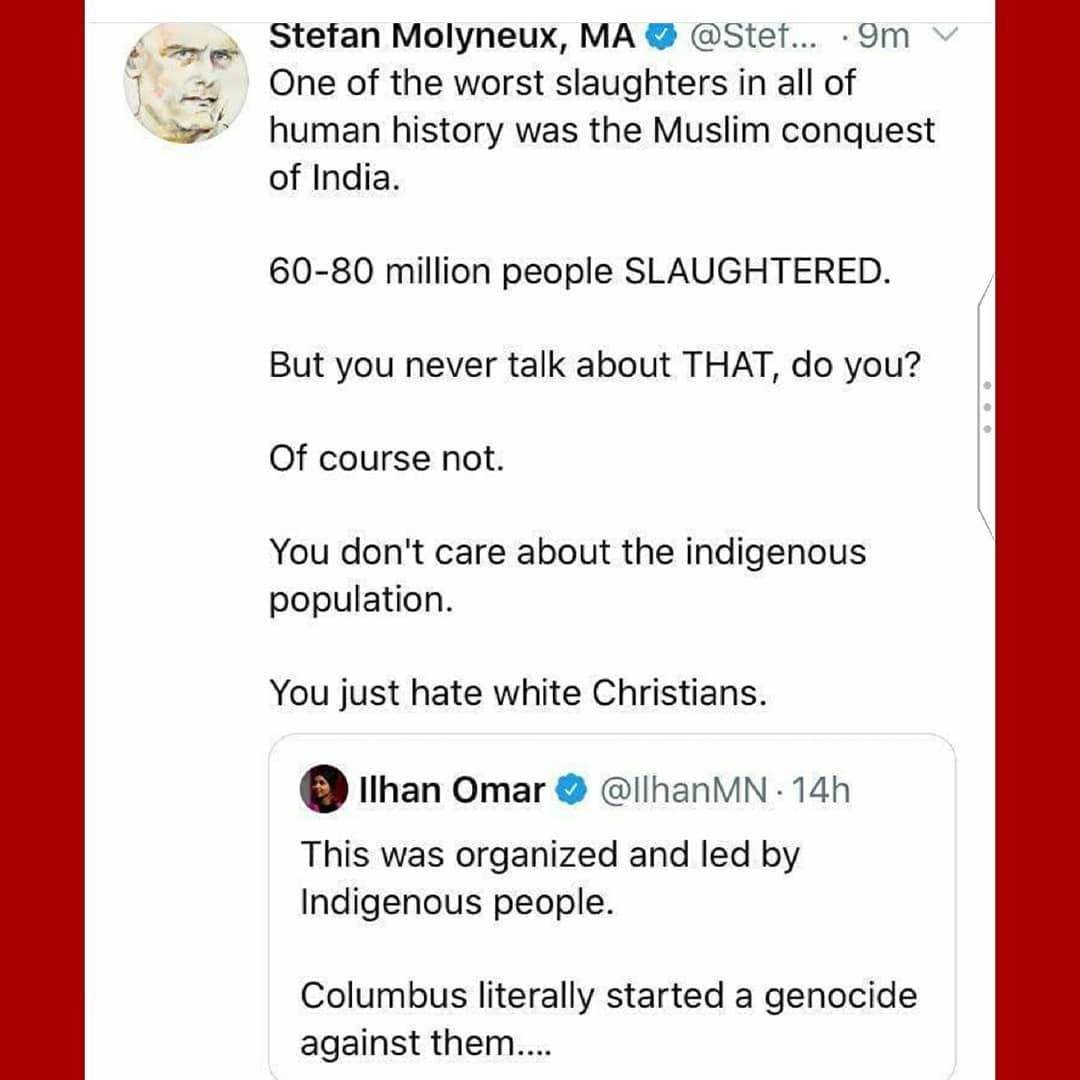 Stefan Molyneux, MA @Stef... · 9m
One of the worst slaughters in all of
human history was the Muslim conquest
of India.
60-80 million people SLAUGHTERED.
But you never talk about THAT, do you?
Of course not.
You don't care about the indigenous
population.
You just hate white Christians.
Ilhan Omar @IlhanMN · 14h
This was organized and led by
Indigenous people.
Columbus literally started a genocide
against them....